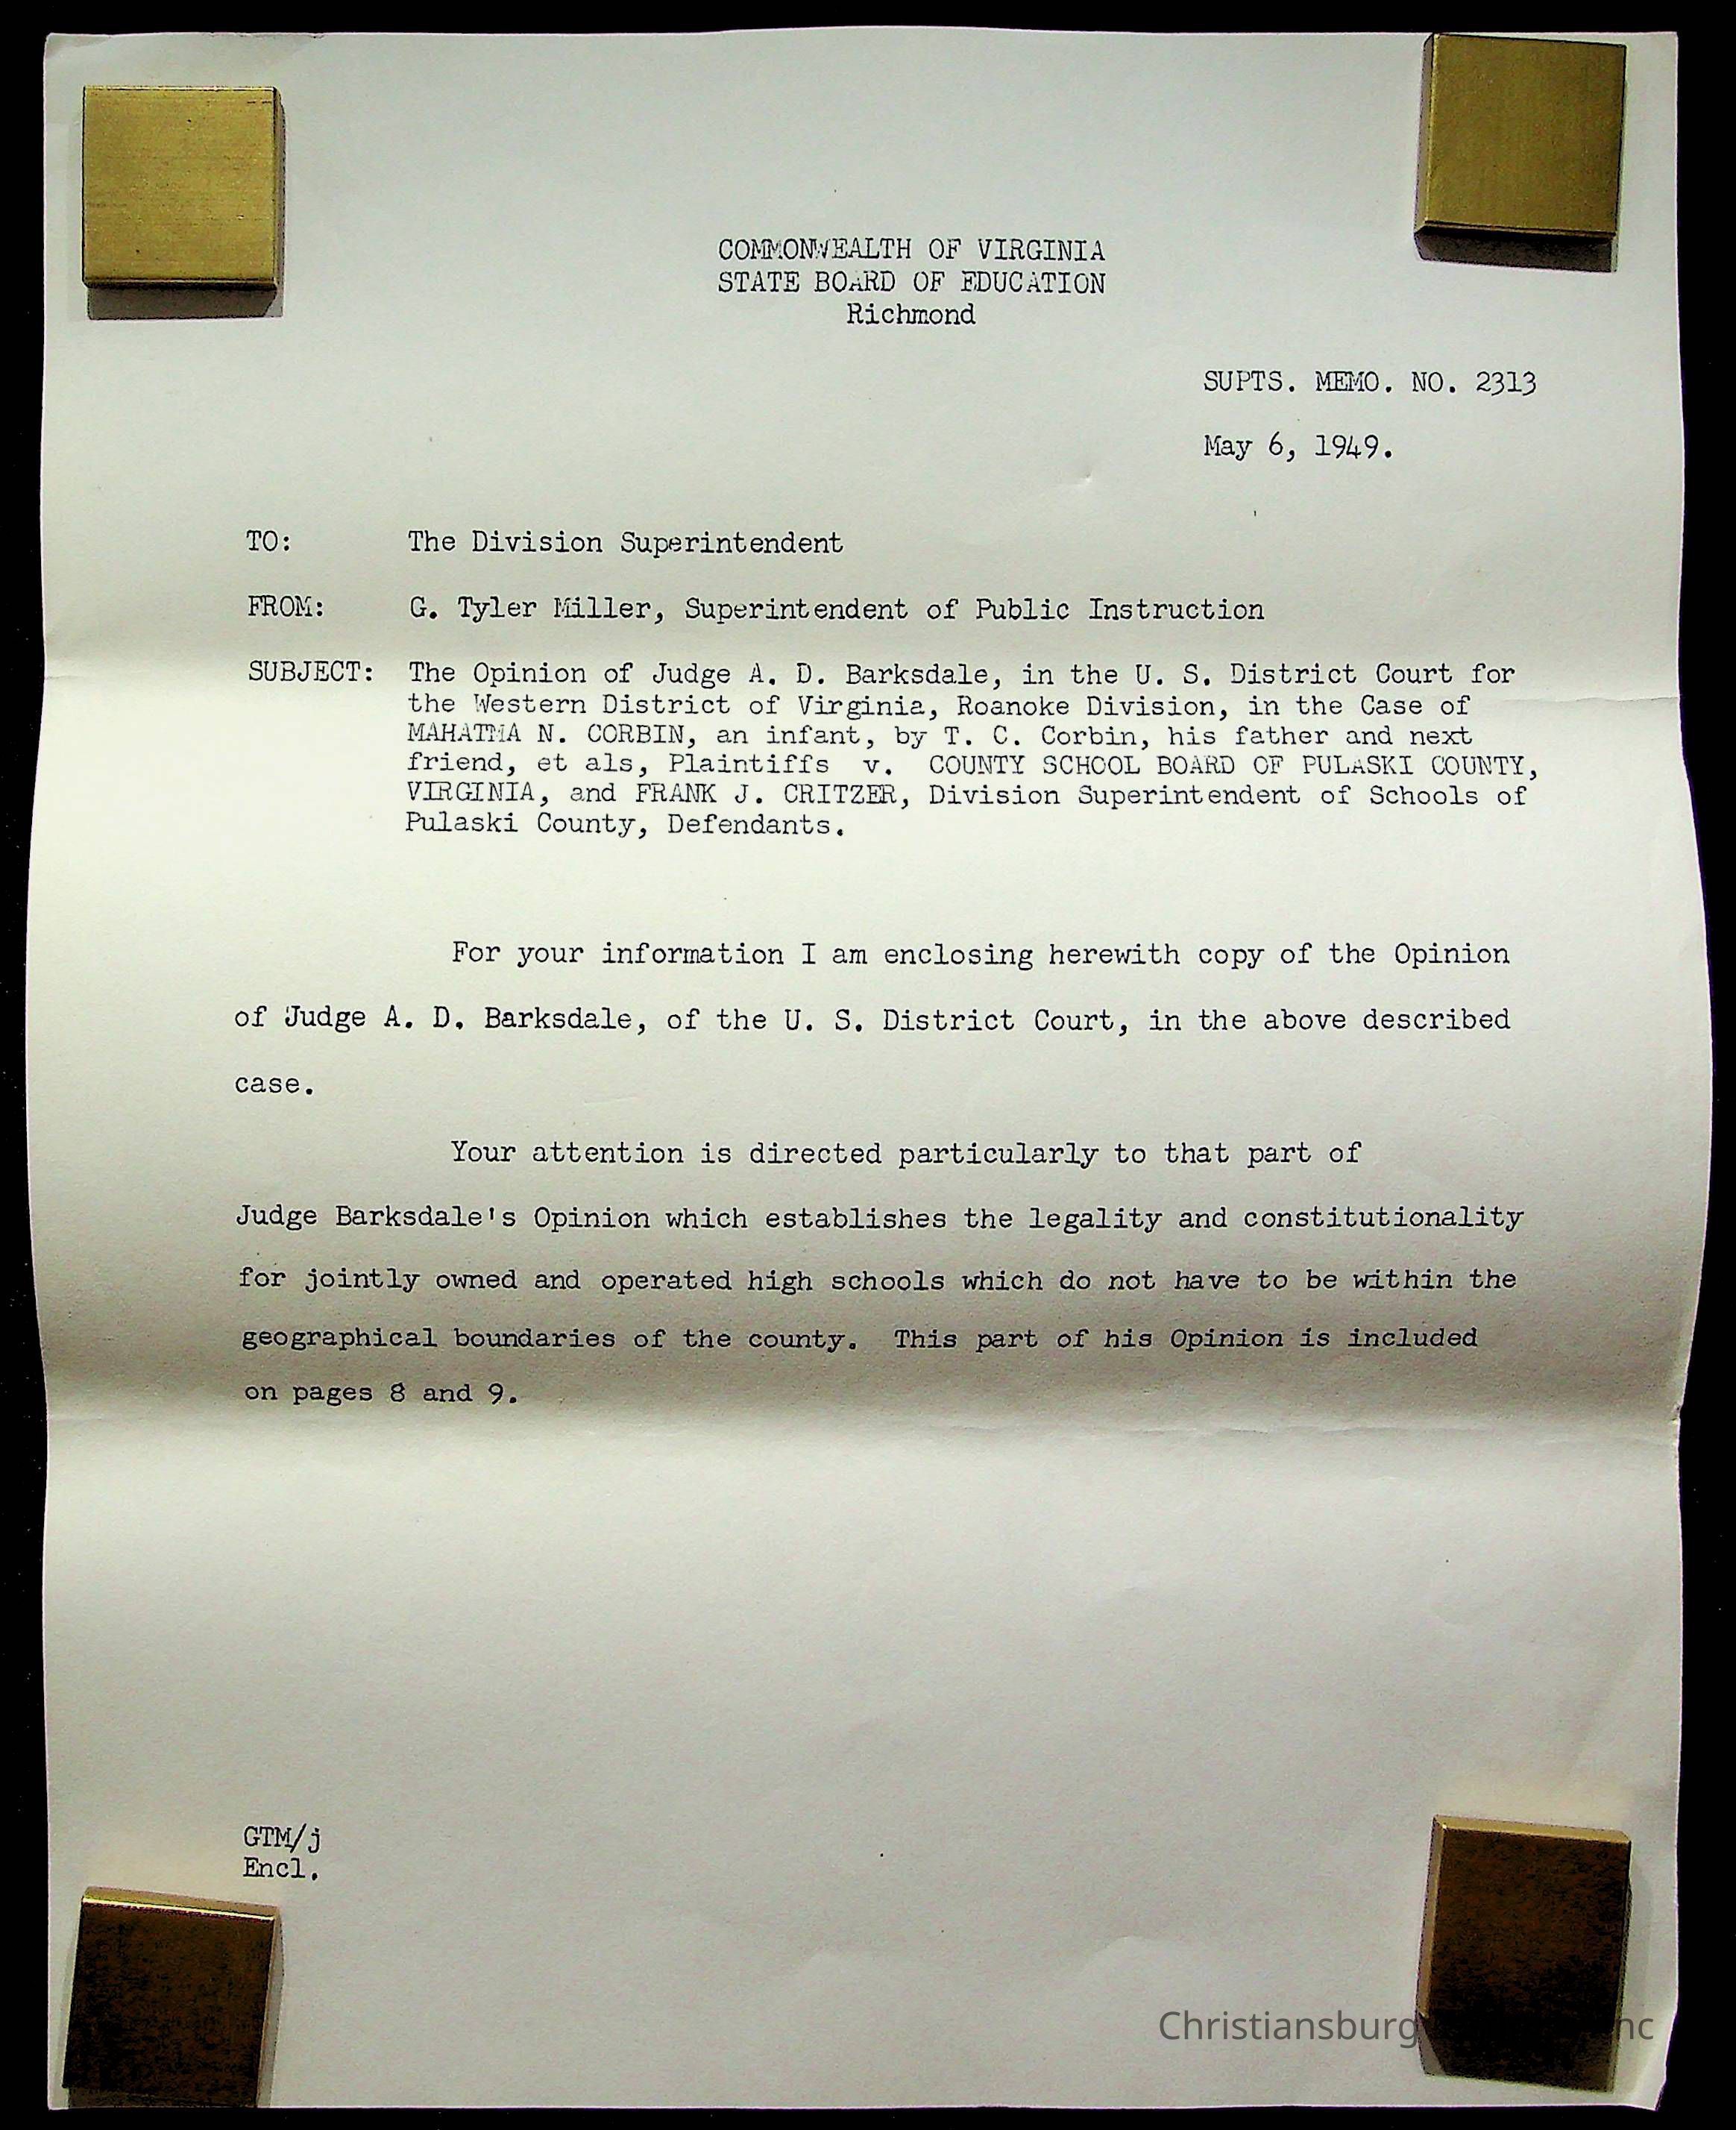 COMMONWEALTH OF VIRGINIA
STATE BOARD OF EDUCATION
Richmond
SUPTS. MEMO. NO. 2313
May 6, 1949.
TO: The Division Superintendent
FROM: G. Tyler Miller, Superintendent of Public Instruction
SUBJECT: The Opinion of Judge A. D. Barksdale, in the U. S. District Court for
the Western District of Virginia, Roanoke Division, in the Case of
MAHATMA N. CORBIN, an infant, by T. C. Corbin, his father and next
friend, et als, Plaintiffs v. COUNTY SCHOOL BOARD OF PULASKI COUNTY,
VIRGINIA, and FRANK J. CRITZER, Division Superintendent of Schools of
Pulaski County, Defendants.
For your information I am enclosing herewith copy of the Opinion
of Judge A. D. Barksdale, of the U. S. District Court, in the above described
case.
Your attention is directed particularly to that part of
Judge Barksdale's Opinion which establishes the legality and constitutionality
for jointly owned and operated high schools which do not have to be within the
geographical boundaries of the county. This part of his Opinion is included
on pages 8 and 9.
GTM/j
Encl.
Christiansburg